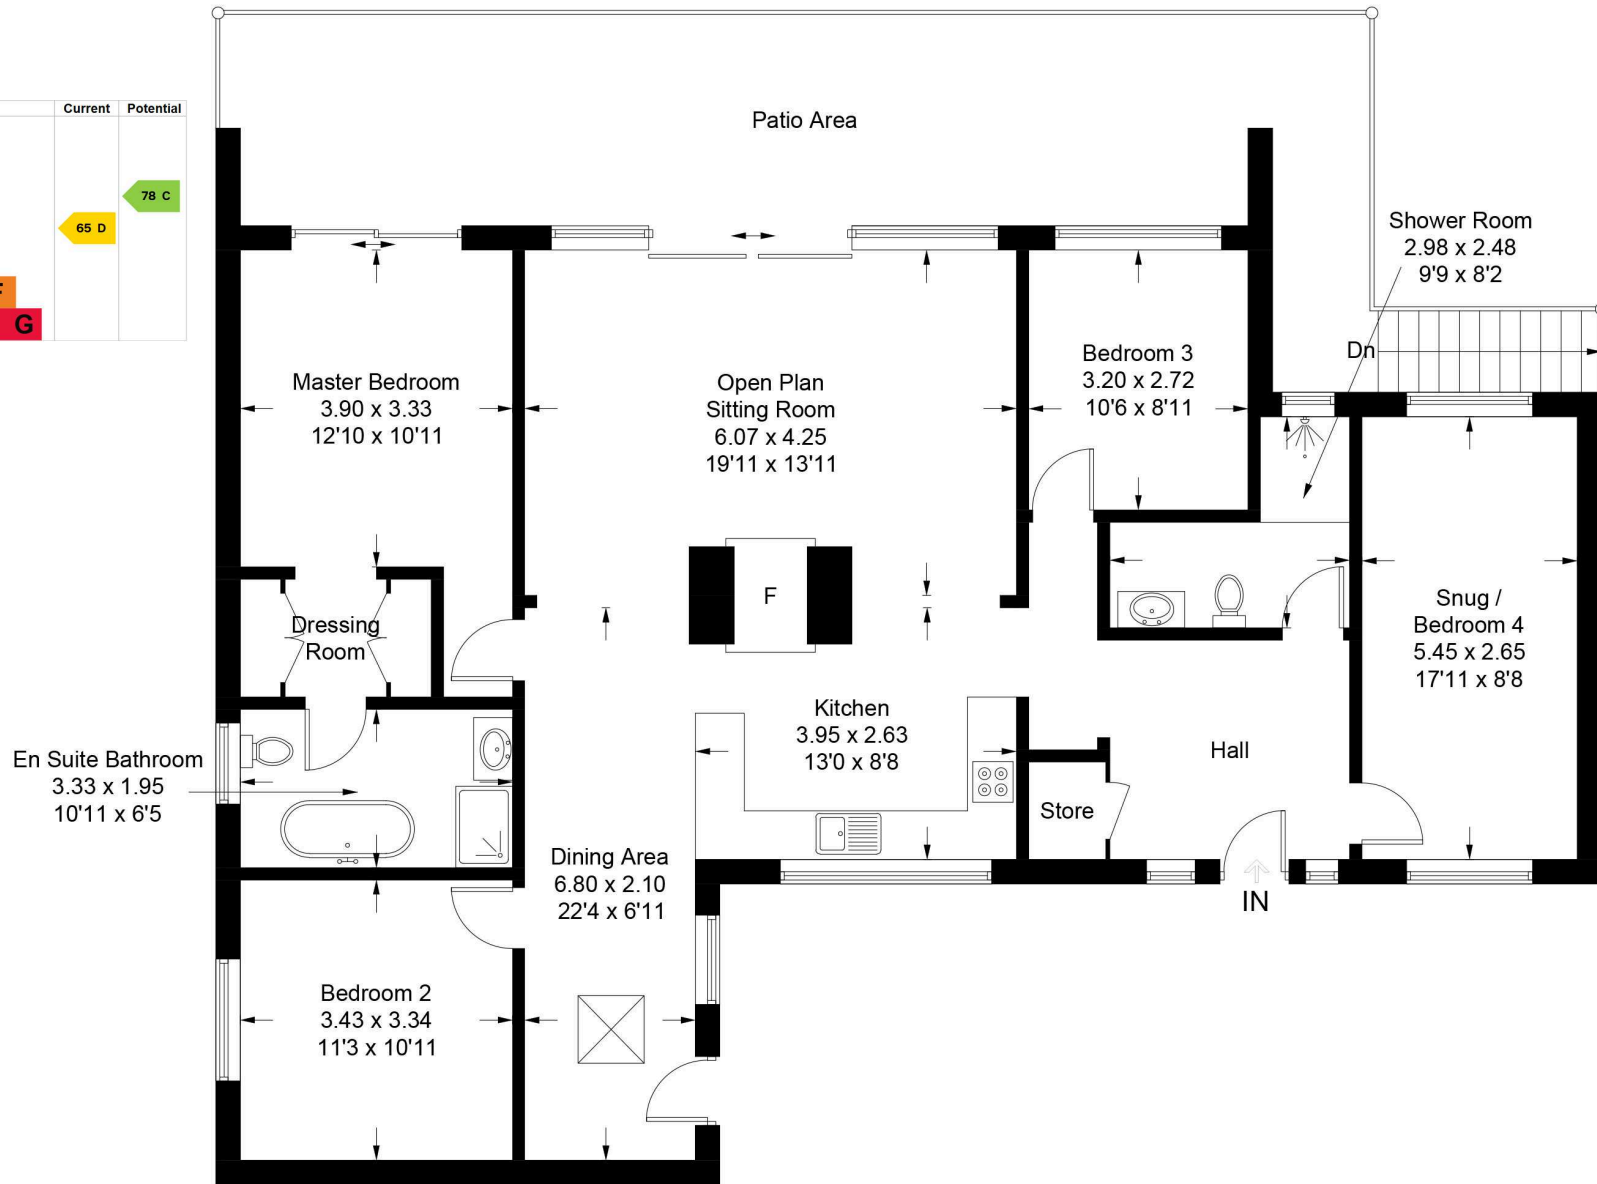 Current Potential
78 C
65 D
G
Patio Area
Shower Room
2.98 x 2.48
9'9 x 8'2
Dn
Master Bedroom
3.90 x 3.33
12'10 x 10'11
Open Plan
Sitting Room
6.07 x 4.25
19'11 x 13'11
Bedroom 3
3.20 x 2.72
10'6 x 8'11
F
Dressing
Room
Snug /
Bedroom 4
5.45 x 2.65
17'11 x 8'8
Kitchen
3.95 x 2.63
13'0 x 8'8
Hall
En Suite Bathroom
3.33 x 1.95
10'11 x 6'5
Store
Dining Area
6.80 x 2.10
22'4 x 6'11
IN
Bedroom 2
3.43 x 3.34
11'3 x 10'11